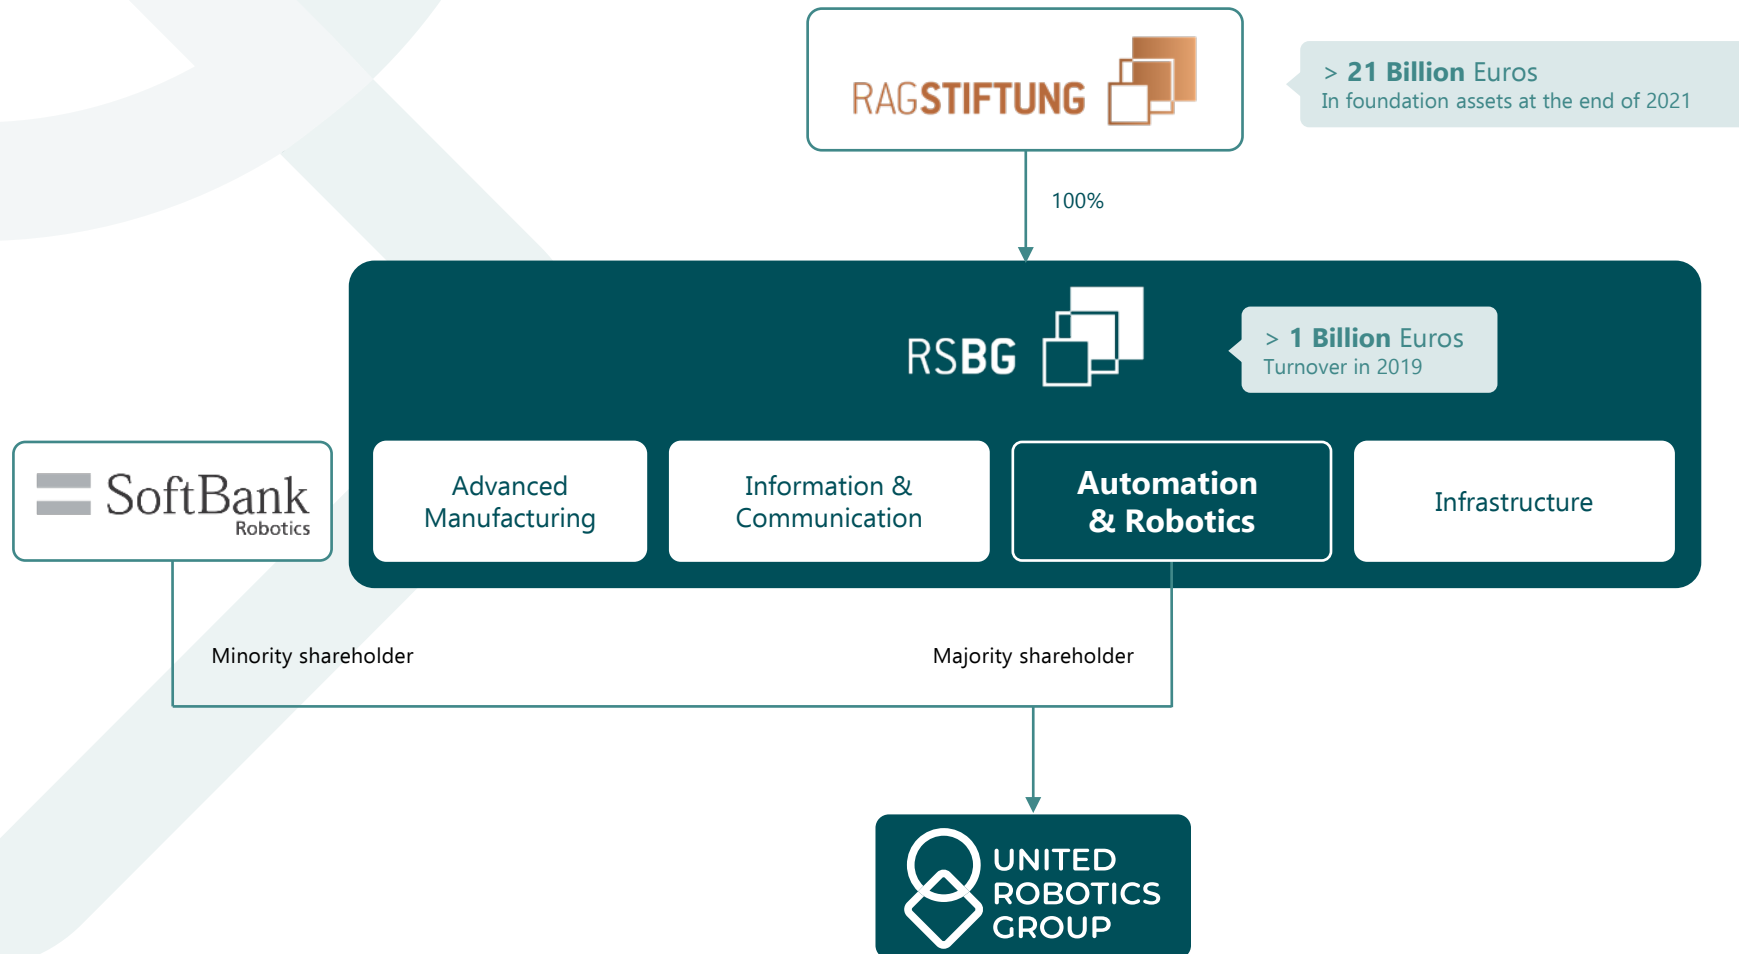 RAGSTIFTUNG
> 21 Billion Euros
In foundation assets at the end of 2021
100%
RSBG
> 1 Billion Euros
Turnover in 2019
SoftBank
Robotics
Advanced
Manufacturing
Information &
Communication
Automation
& Robotics
Infrastructure
Minority shareholder
Majority shareholder
UNITED
ROBOTICS
GROUP